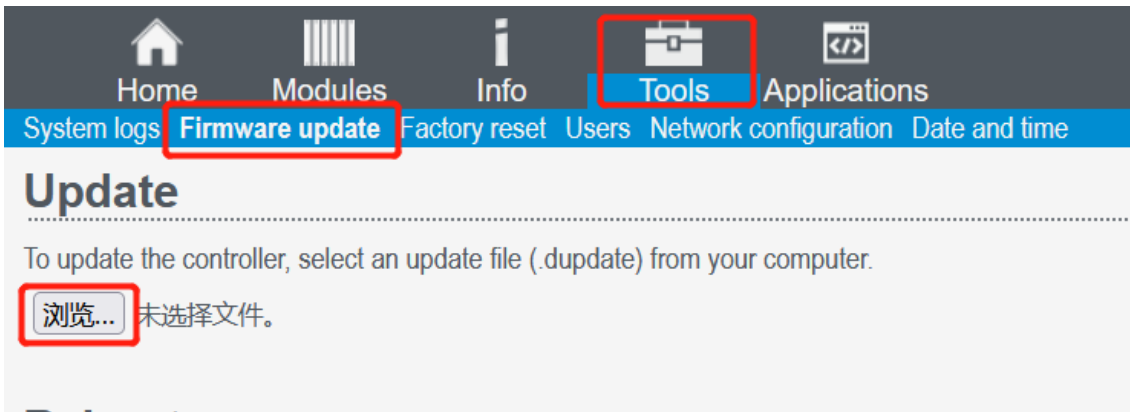 Home Modules Info Tools Applications
System logs Firmware update Factory reset Users Network configuration Date and time
Update
To update the controller, select an update file (.dupdate) from your computer.
浏览... 未选择文件。